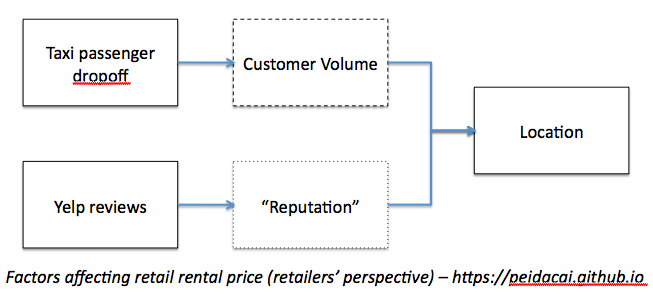 Taxi passenger
dropoff
Customer Volume
Location
Yelp reviews
“Reputation”
Factors affecting retail rental price (retailers’ perspective) – https://peidacai.github.io